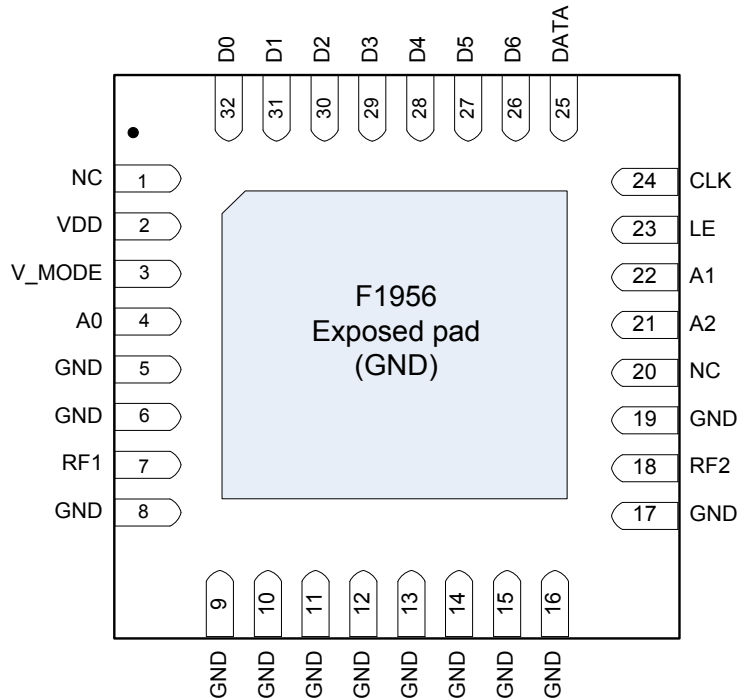 D0 D1 D2 D3 D4 D5 D6 DATA
32 31 30 29 28 27 26 25
NC 1
VDD 2
V_MODE 3
A0 4
GND 5
GND 6
RF1 7
GND 8
F1956
Exposed pad
(GND)
24 CLK
23 LE
22 A1
21 A2
20 NC
19 GND
18 RF2
17 GND
9 10 11 12 13 14 15 16
GND GND GND GND GND GND GND GND